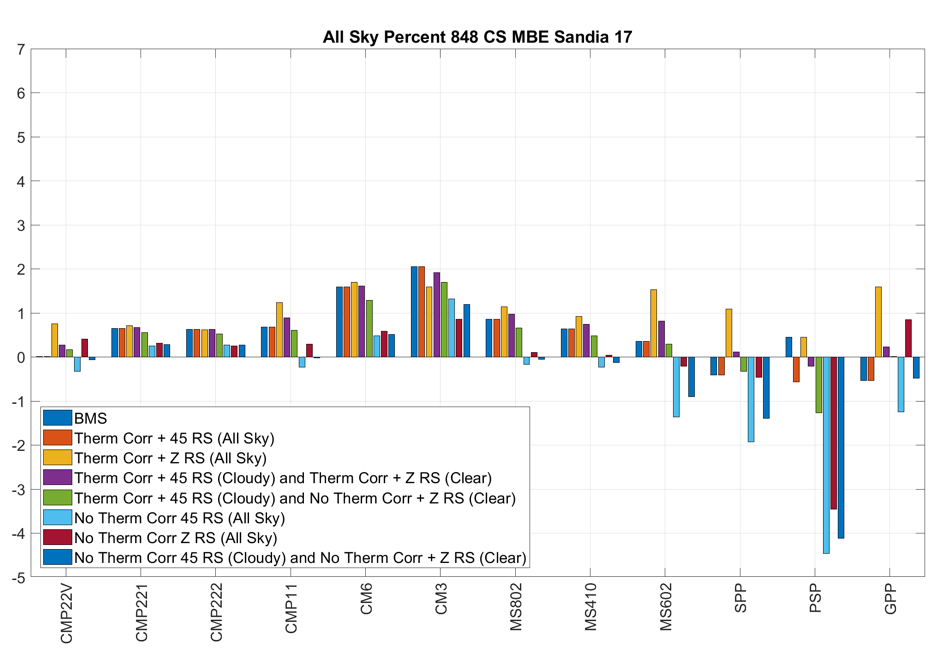 All Sky Percent 848 CS MBE Sandia 17
7
6
5
4
3
2
1
0
-1
-2
-3
-4
-5
BMS
Therm Corr + 45 RS (All Sky)
Therm Corr + Z RS (All Sky)
Therm Corr + 45 RS (Cloudy) and Therm Corr + Z RS (Clear)
Therm Corr + 45 RS (Cloudy) and No Therm Corr + Z RS (Clear)
No Therm Corr 45 RS (All Sky)
No Therm Corr Z RS (All Sky)
No Therm Corr 45 RS (Cloudy) and No Therm Corr + Z RS (Clear)
CMP22V
CMP221
CMP222
CMP11
CM6
CM3
MS802
MS410
MS602
SPP
PSP
GPP